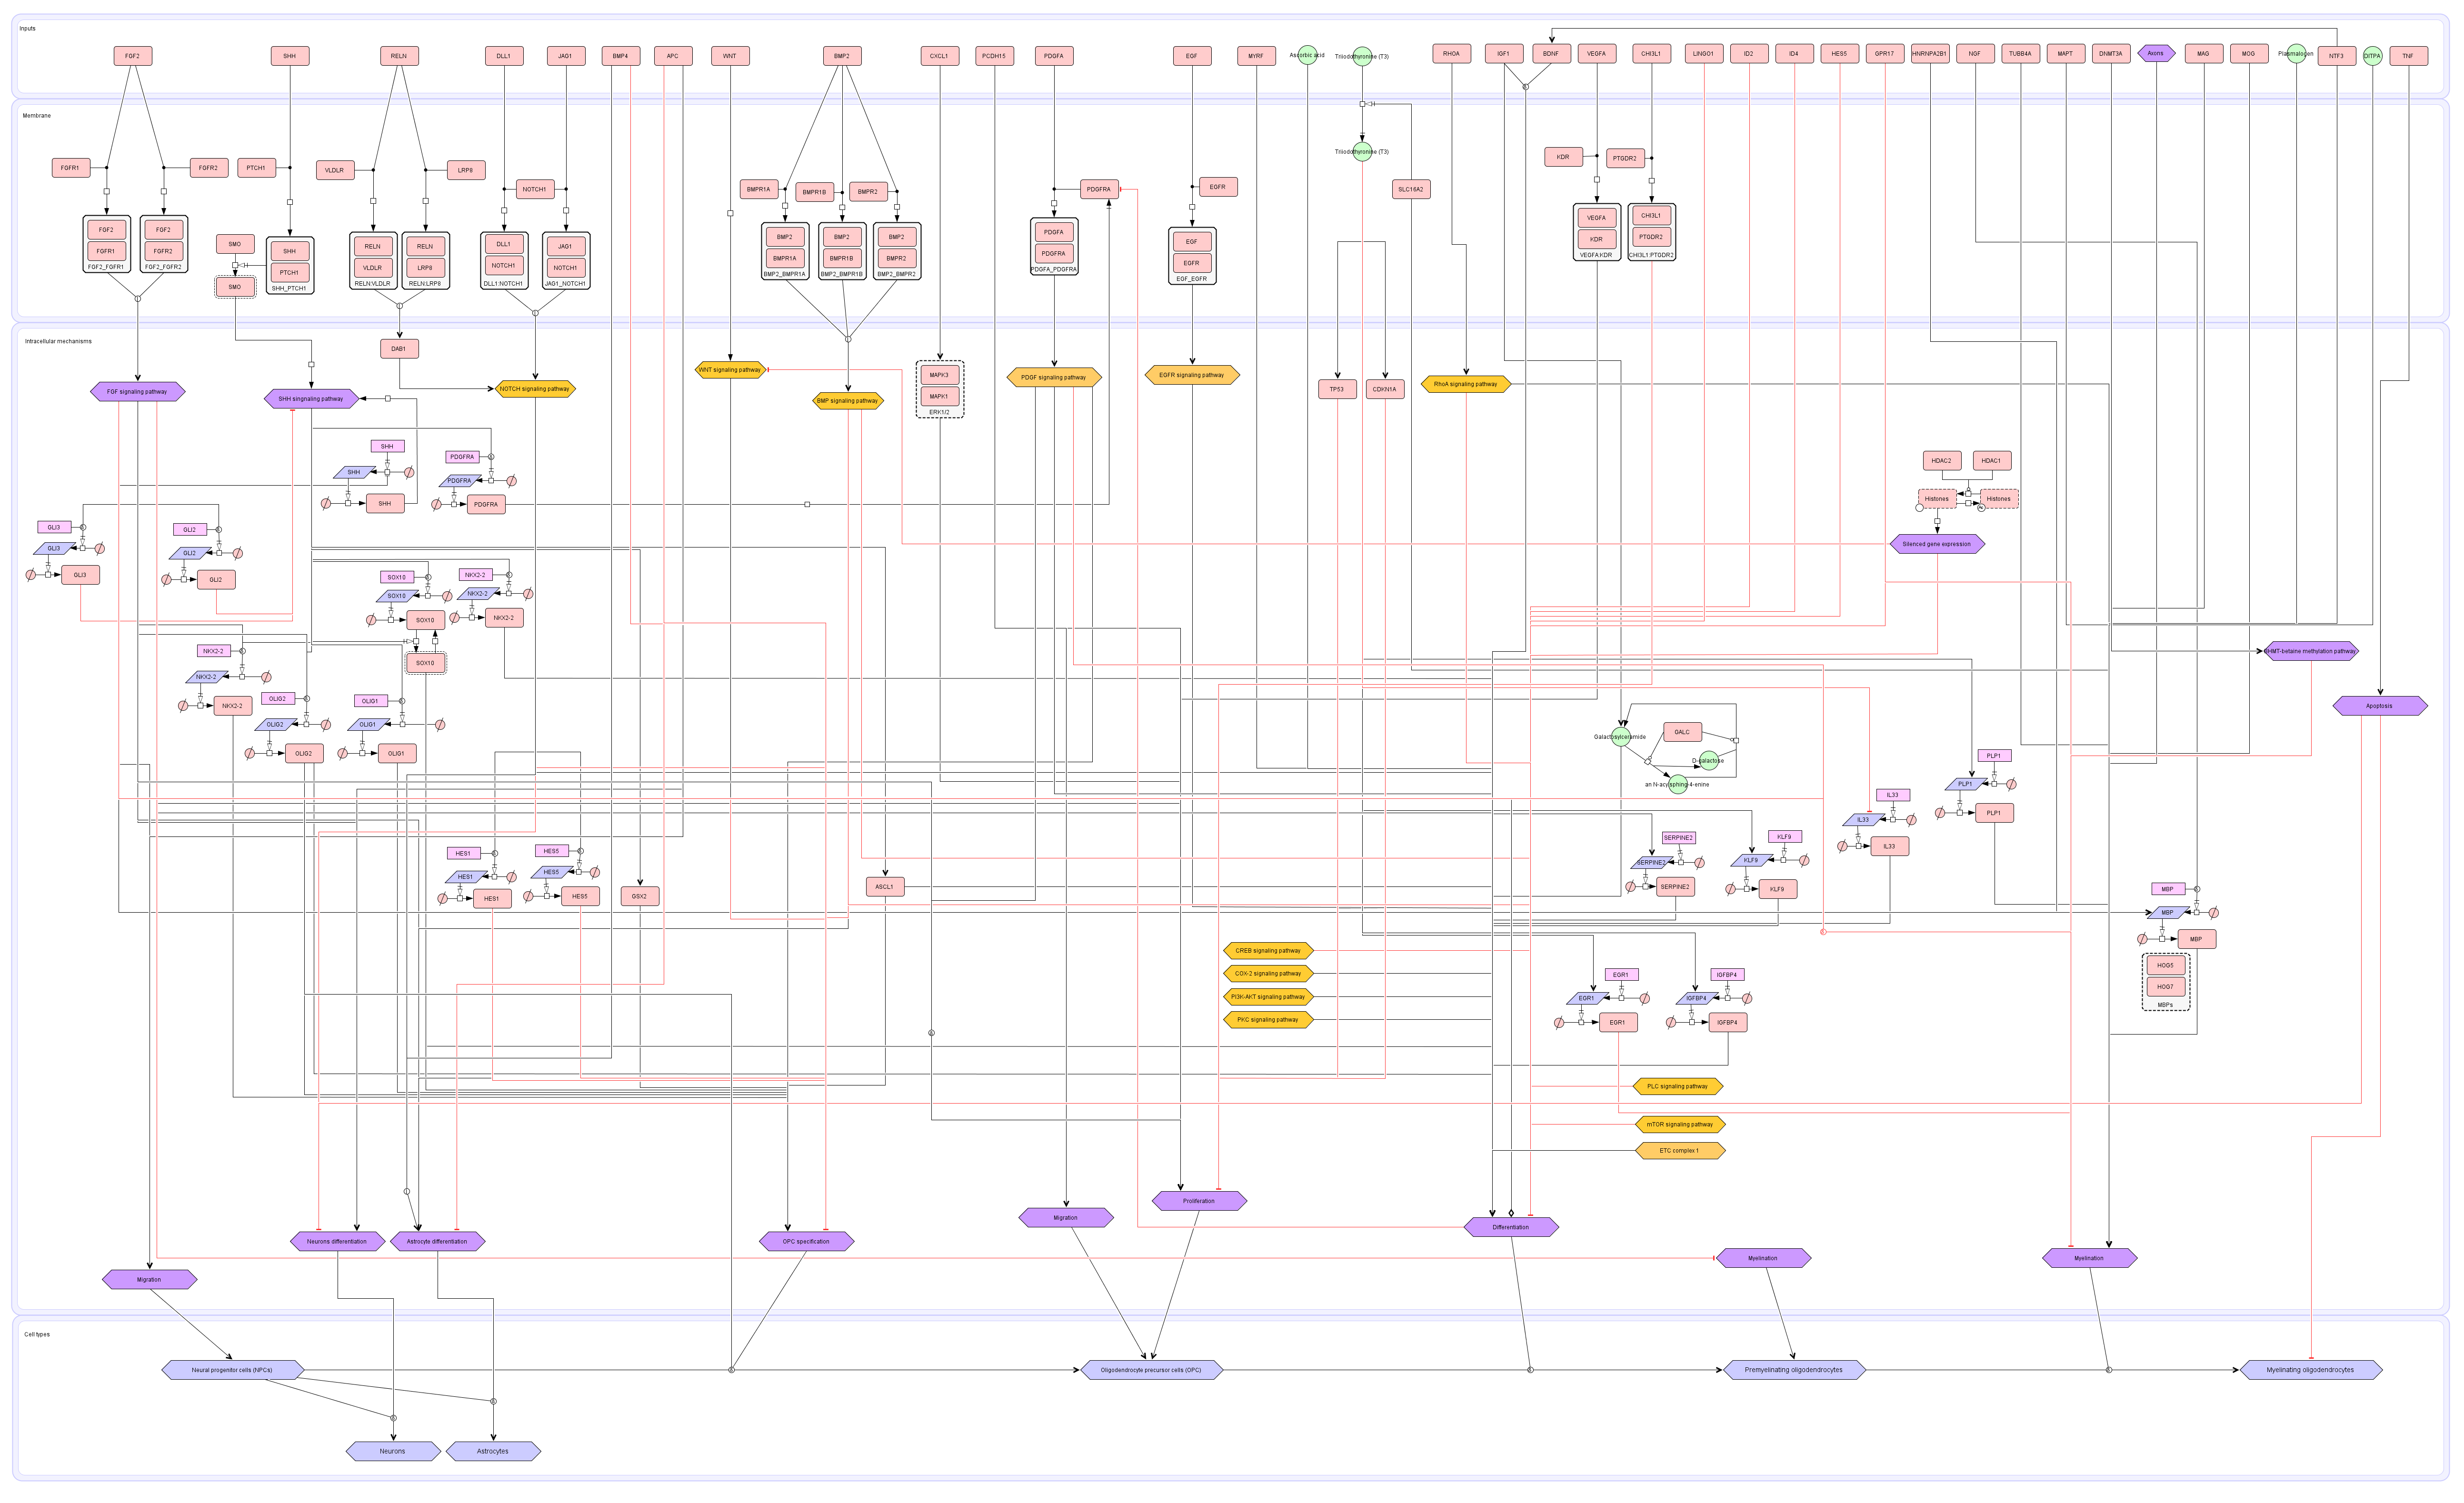 Inputs
FGF2
SHH
RELN
DLL1
JAG1
BMP4
APC
WNT
BMP2
CXCL1
PCDH15
PDGFA
EGF
MYRF
Ascorbic acid
Triiodothyronine (T3)
RHOA
IGF1
BDNF
VEGFA
CHI3L1
LINGO1
ID2
ID4
HES5
GPR17
HNRNPA2B1
NGF
TUBB4A
MAPT
DNMT3A
Axons
MAG
MOG
Plasmalogen
NTF3
DITPA
TNF
Membrane
FGFR1
FGFR2
PTCH1
VLDLR
LRP8
NOTCH1
BMPR1A
BMPR1B
BMPR2
PDGFRA
EGFR
Triiodothyronine (T3)
SLC16A2
KDR
PTGDR2
FGF2
FGFR1
FGF2_FGFR1
FGF2
FGFR2
FGF2_FGFR2
SMO
SMO
SHH
PTCH1
SHH_PTCH1
RELN
VLDLR
RELN:VLDLR
RELN
LRP8
RELN:LRP8
DLL1
NOTCH1
DLL1:NOTCH1
JAG1
NOTCH1
JAG1_NOTCH1
BMP2
BMPR1A
BMP2_BMPR1A
BMP2
BMPR1B
BMP2_BMPR1B
BMP2
BMPR2
BMP2_BMPR2
PDGFA
PDGFRA
PDGFA_PDGFRA
EGF
EGFR
EGF_EGFR
VEGFA
KDR
VEGFA:KDR
CHI3L1
PTGDR2
CHI3L1:PTGDR2
Intracellular mechanisms
DAB1
FGF signaling pathway
SHH singnaling pathway
NOTCH signaling pathway
WNT signaling pathway
BMP signaling pathway
MAPK3
MAPK1
ERK1/2
PDGF signaling pathway
EGFR signaling pathway
TP53
CDKN1A
RhoA signaling pathway
SHH
SHH
SHH
PDGFRA
PDGFRA
PDGFRA
HDAC2
HDAC1
Histones
Histones
Silenced gene expression
GLI3
GLI3
GLI3
GLI2
GLI2
GLI2
SOX10
SOX10
SOX10
SOX10
NKX2-2
NKX2-2
NKX2-2
NKX2-2
NKX2-2
NKX2-2
OLIG2
OLIG2
OLIG2
OLIG1
OLIG1
OLIG1
BHMT-betaine methylation pathway
Apoptosis
Galactosylceramide
GALC
D-galactose
an N-acylsphing-4-enine
PLP1
PLP1
PLP1
IL33
IL33
IL33
SERPINE2
SERPINE2
SERPINE2
KLF9
KLF9
KLF9
HES1
HES1
HES1
HES5
HES5
HES5
GSX2
ASCL1
MBP
MBP
MBP
HOG5
HOG7
MBPs
CREB signaling pathway
COX-2 signaling pathway
PI3K-AKT signaling pathway
PKC signaling pathway
EGR1
EGR1
EGR1
IGFBP4
IGFBP4
IGFBP4
PLC signaling pathway
mTOR signaling pathway
ETC complex 1
Neurons differentiation
Astrocyte differentiation
OPC specification
Migration
Proliferation
Differentiation
Myelination
Myelination
Migration
Cell types
Neural progenitor cells (NPCs)
Oligodendrocyte precursor cells (OPC)
Premyelinating oligodendrocytes
Myelinating oligodendrocytes
Neurons
Astrocytes